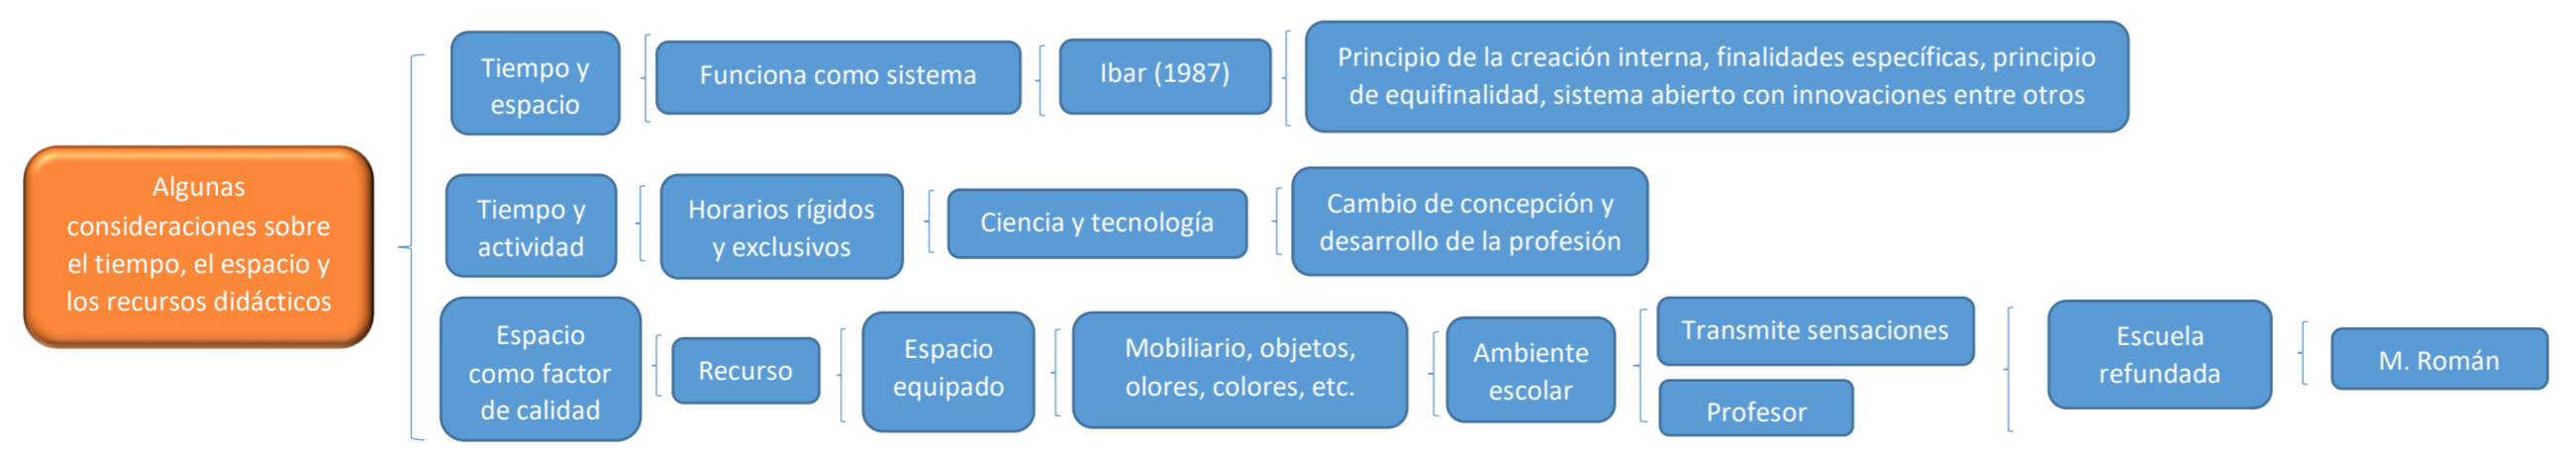 Algunas
consideraciones sobre
el tiempo, el espacio y
los recursos didácticos
Tiempo y
espacio
Funciona como sistema
Ibar (1987)
Principio de la creación interna, finalidades específicas, principio
de equifinalidad, sistema abierto con innovaciones entre otros
Tiempo y
actividad
Horarios rígidos
y exclusivos
Ciencia y tecnología
Cambio de concepción y
desarrollo de la profesión
Espacio
como factor
de calidad
Recurso
Espacio
equipado
Mobiliario, objetos,
olores, colores, etc.
Ambiente
escolar
Transmite sensaciones
Profesor
Escuela
refundada
M. Román